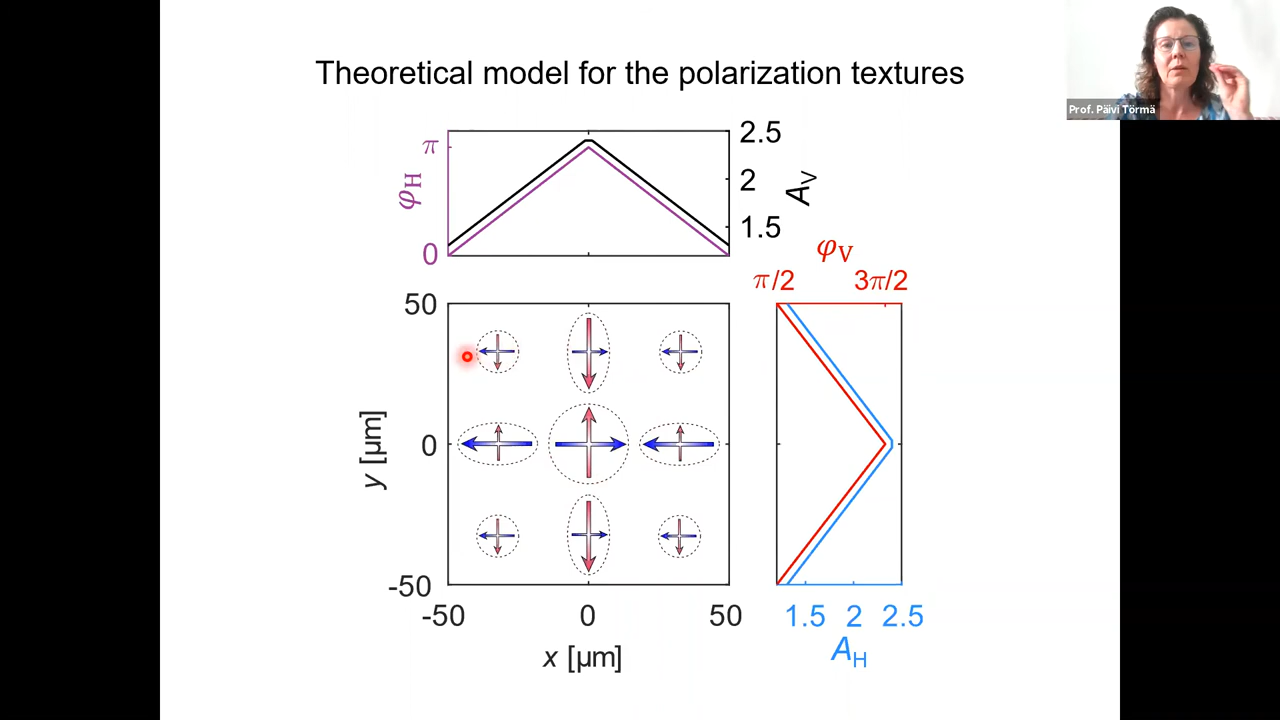 Theoretical model for the polarization textures
Prof. Päivi Törmä
π
φH
0
2.5
2
1.5
AV
φV
π/2
3π/2
50
0
-50
y [μm]
-50
0
50
x [μm]
1.5
2
2.5
AH